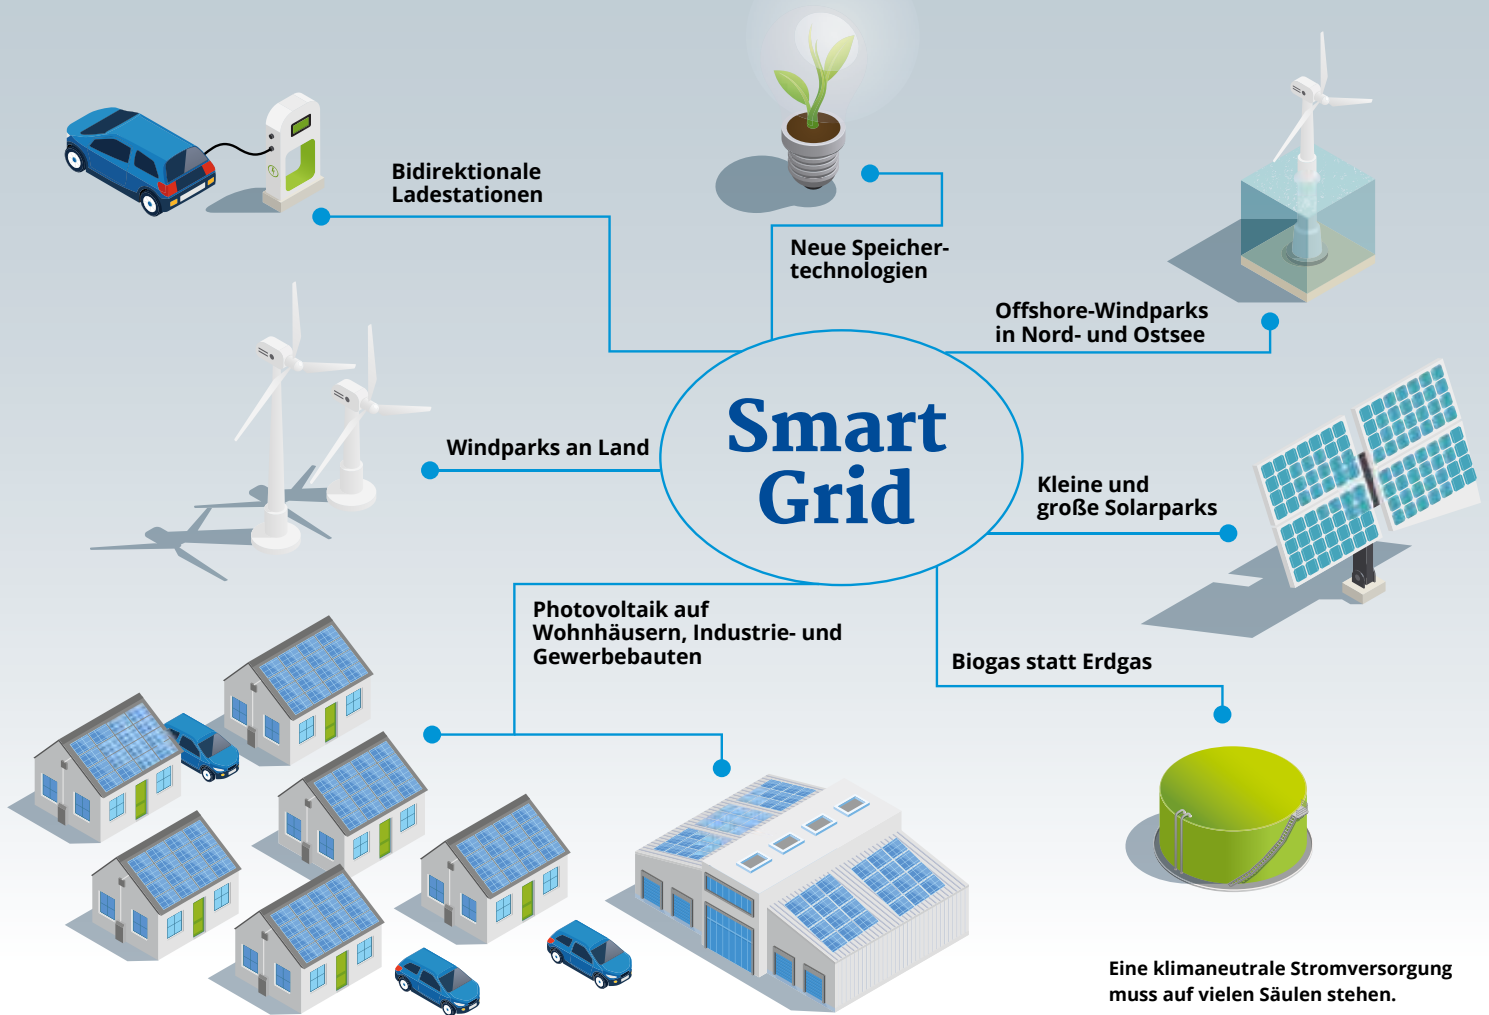 Bidirektionale
Ladestationen
Neue Speicher-
technologien
Offshore-Windparks
in Nord- und Ostsee
Smart
Grid
Windparks an Land
Kleine und
große Solarparks
Photovoltaik auf
Wohnhäusern, Industrie- und
Gewerbebauten
Biogas statt Erdgas
Eine klimaneutrale Stromversorgung
muss auf vielen Säulen stehen.